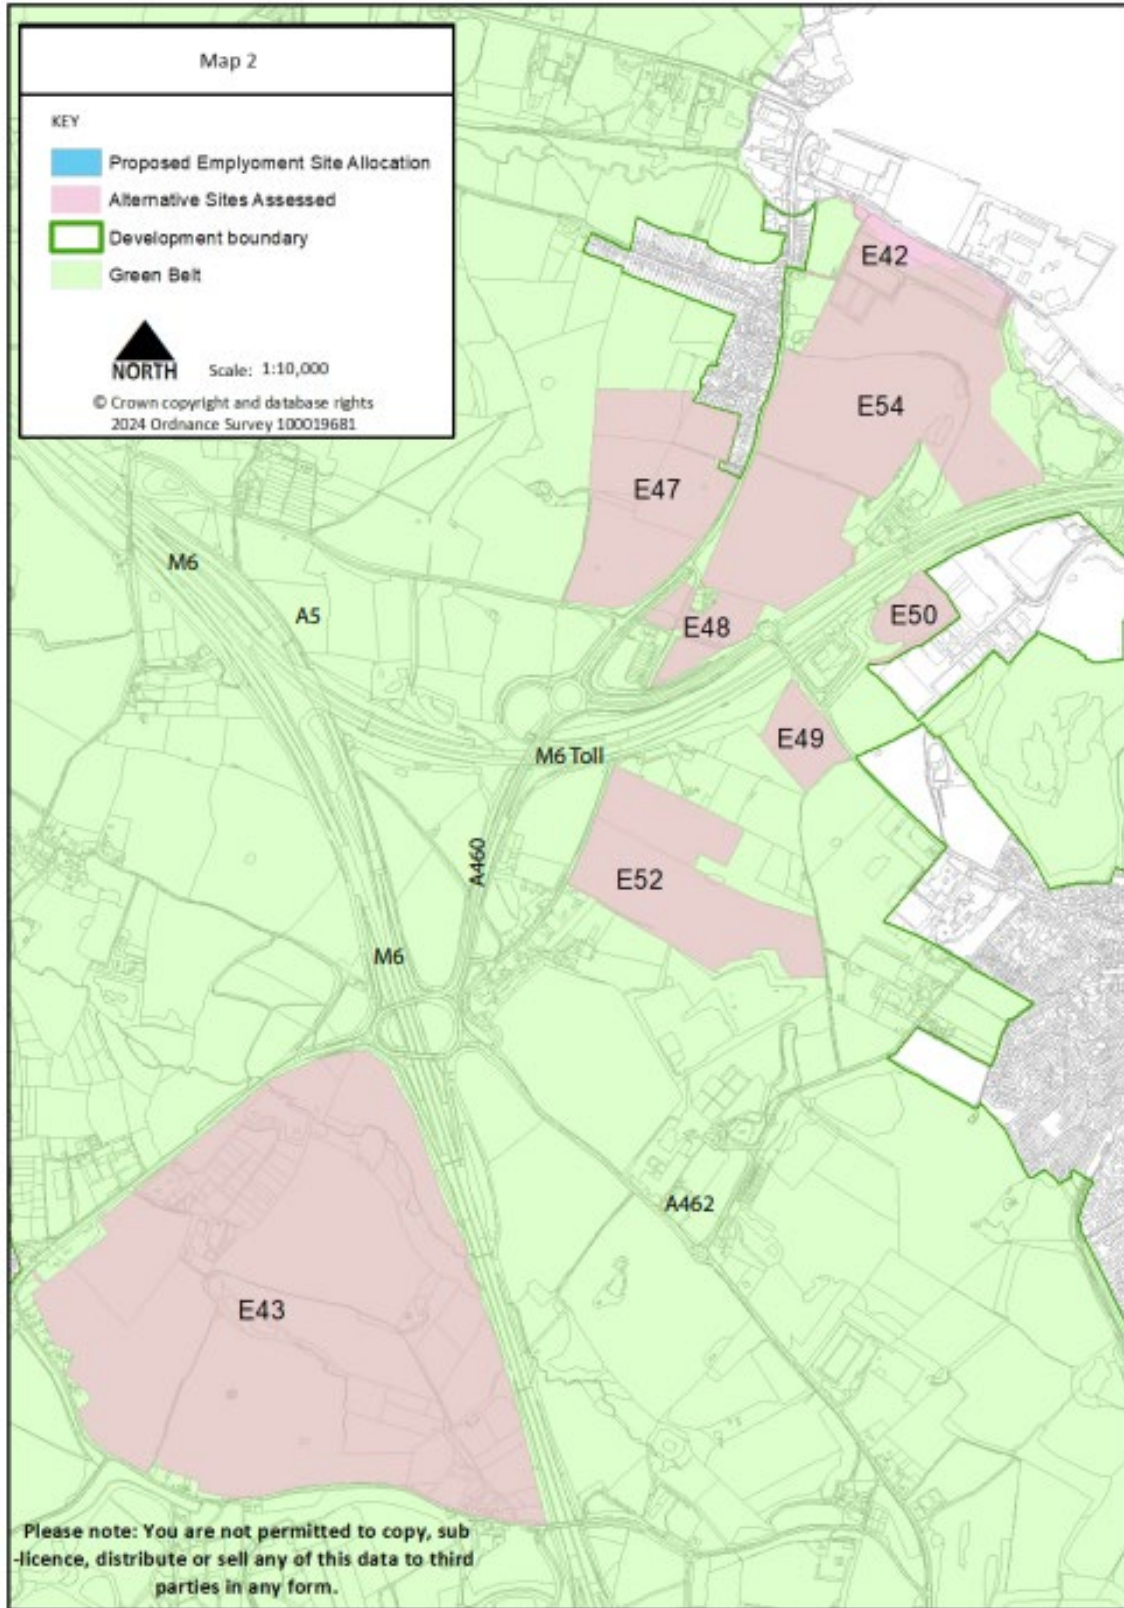 Map 2
KEY
Proposed Emplyoment Site Allocation
Alternative Sites Assessed
Development boundary
Green Belt
NORTH
Scale: 1:10,000
© Crown copyright and database rights
2024 Ordnance Survey 100019681
E42
E54
E47
M6
A5
E50
E48
E49
M6 Toll
A460
E52
M6
A462
E43
Please note: You are not permitted to copy, sub
-licence, distribute or sell any of this data to third
parties in any form.